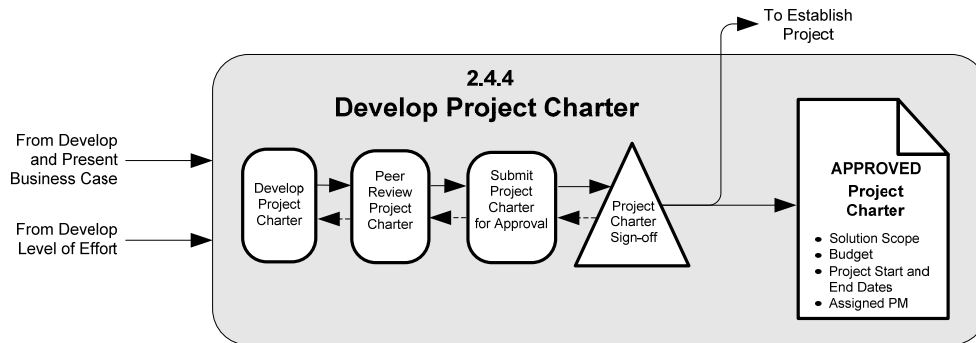 To Establish
Project
2.4.4
Develop Project Charter
From Develop
and Present
Business Case
From Develop
Level of Effort
Develop
Project
Charter
Peer
Review
Project
Charter
Submit
Project
Charter
for Approval
Project
Charter
Sign-off
APPROVED
Project
Charter
• Solution Scope
• Budget
• Project Start and
End Dates
• Assigned PM